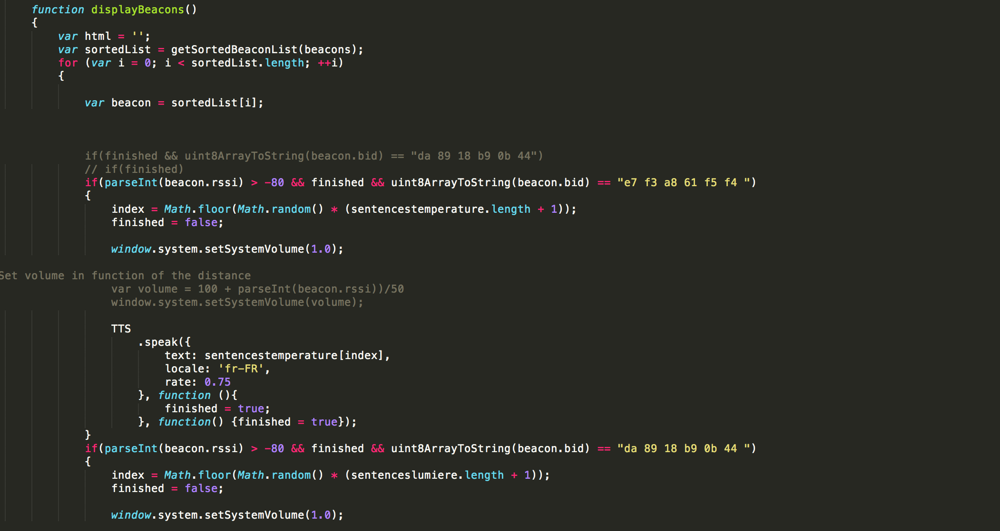 function displayBeacons()
{
var html = '';
var sortedList = getSortedBeaconList(beacons);
for (var i = 0; i < sortedList.length; ++i)
{
var beacon = sortedList[i];
if(finished && uint8ArrayToString(beacon.bid) == "da 89 18 b9 0b 44")
// if(finished)
if(parseInt(beacon.rssi) > -80 && finished && uint8ArrayToString(beacon.bid) == "e7 f3 a8 61 f5 f4 ")
{
index = Math.floor(Math.random() * (sentencestemperature.length + 1));
finished = false;
window.system.setSystemVolume(1.0);
Set volume in function of the distance
var volume = 100 + parseInt(beacon.rssi))/50
window.system.setSystemVolume(volume);
TTS
.speak({
text: sentencestemperature[index],
locale: 'fr-FR',
rate: 0.75
}, function (){
finished = true;
}, function() {finished = true});
}
if(parseInt(beacon.rssi) > -80 && finished && uint8ArrayToString(beacon.bid) == "da 89 18 b9 0b 44 ")
{
index = Math.floor(Math.random() * (sentenceslumiere.length + 1));
finished = false;
window.system.setSystemVolume(1.0);